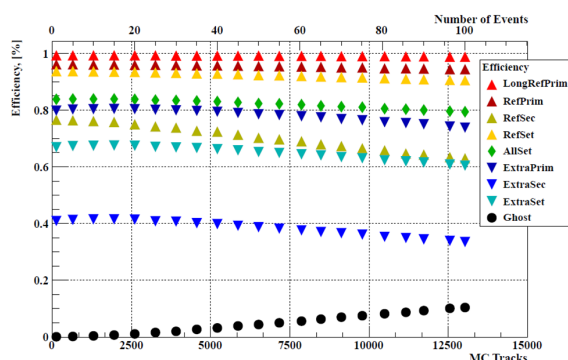 Number of Events
0 20 40 60 80 100
Efficiency, [%]
1
0.8
0.6
0.4
0.2
0
Efficiency
LongRefPrim
RefPrim
RefSec
RefSet
AllSet
ExtraPrim
ExtraSec
ExtraSet
Ghost
0 2500 5000 7500 10000 12500 15000
MC Tracks